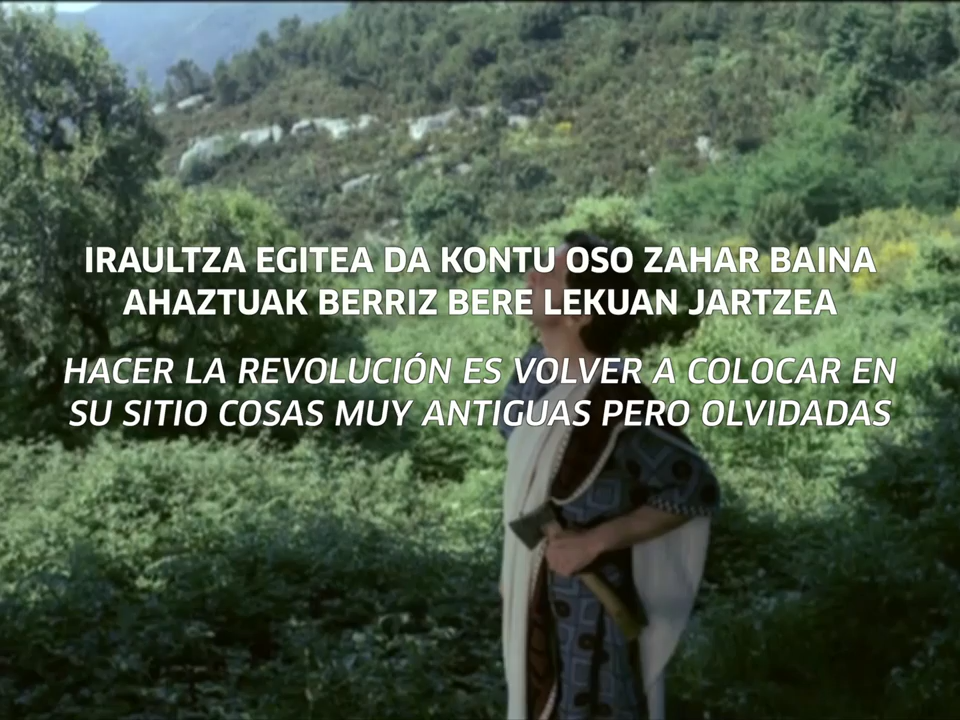 IRAULTZA EGITEA DA KONTU OSO ZAHAR BAINA
AHAZTUAK BERRIZ BERE LEKUAN JARTZEA
HACER LA REVOLUCIÓN ES VOLVER A COLOCAR EN
SU SITIO COSAS MUY ANTIGUAS PERO OLVIDADAS